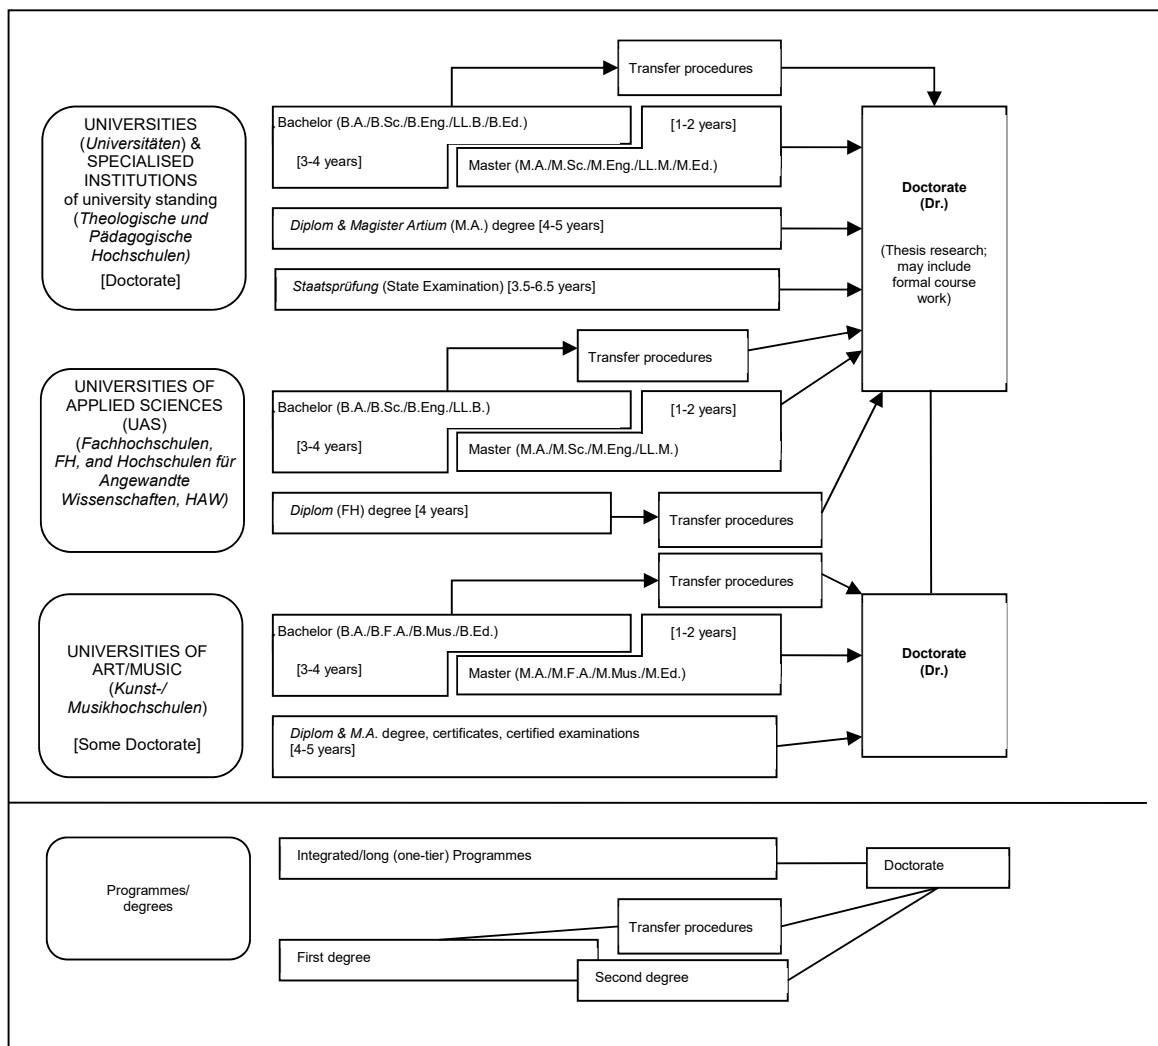 Transfer procedures
UNIVERSITIES
(Universitäten) &
SPECIALISED
INSTITUTIONS
of university standing
(Theologische und
Pädagogische
Hochschulen)
[Doctorate]
Bachelor (B.A./B.Sc./B.Eng./LL.B./B.Ed.)
[1-2 years]
[3-4 years]
Master (M.A./M.Sc./M.Eng./LL.M./M.Ed.)
Diplom & Magister Artium (M.A.) degree [4-5 years]
Staatsprüfung (State Examination) [3.5-6.5 years]
Doctorate
(Dr.)
(Thesis research;
may include
formal course
work)
Transfer procedures
UNIVERSITIES OF
APPLIED SCIENCES
(UAS)
(Fachhochschulen,
FH, and Hochschulen für
Angewandte
Wissenschaften, HAW)
Bachelor (B.A./B.Sc./B.Eng./LL.B.)
[1-2 years]
[3-4 years]
Master (M.A./M.Sc./M.Eng./LL.M.)
Diplom (FH) degree [4 years]
Transfer procedures
Transfer procedures
UNIVERSITIES OF
ART/MUSIC
(Kunst-/
Musikhochschulen)
[Some Doctorate]
Bachelor (B.A./B.F.A./B.Mus./B.Ed.)
[1-2 years]
[3-4 years]
Master (M.A./M.F.A./M.Mus./M.Ed.)
Diplom & M.A. degree, certificates, certified examinations
[4-5 years]
Doctorate
(Dr.)
Programmes/
degrees
Integrated/long (one-tier) Programmes
Doctorate
Transfer procedures
First degree
Second degree